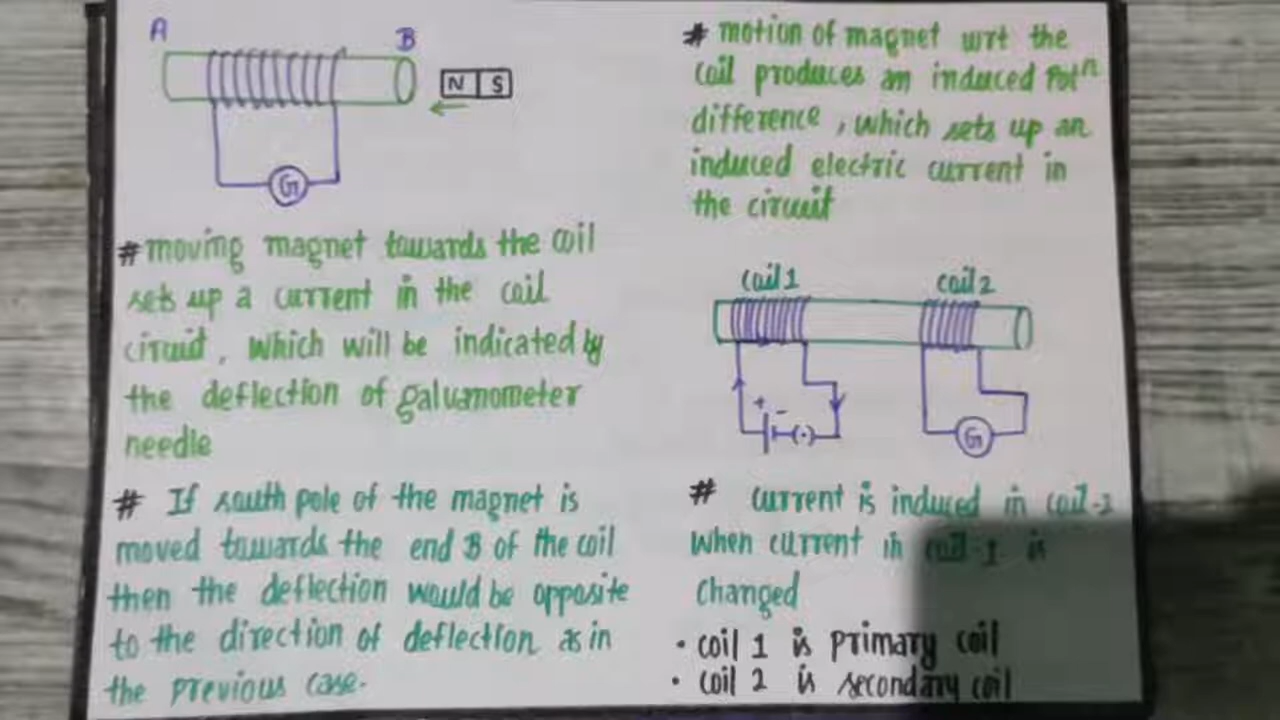 A
B
N S
G
# moving magnet towards the coil
sets up a current in the coil
circuit, which will be indicated by
the deflection of galvanometer
needle
# If south pole of the magnet is
moved towards the end B of the coil
then the deflection would be opposite
to the direction of deflection as in
the previous case.
# motion of magnet wrt the
coil produces an induced Potⁿ
difference, which sets up an
induced electric current in
the circuit
coil 1
coil 2
+ -
(·)
G
# current is induced in coil-2
when current in coil-1 is
changed
• coil 1 is primary coil
• coil 2 is secondary coil